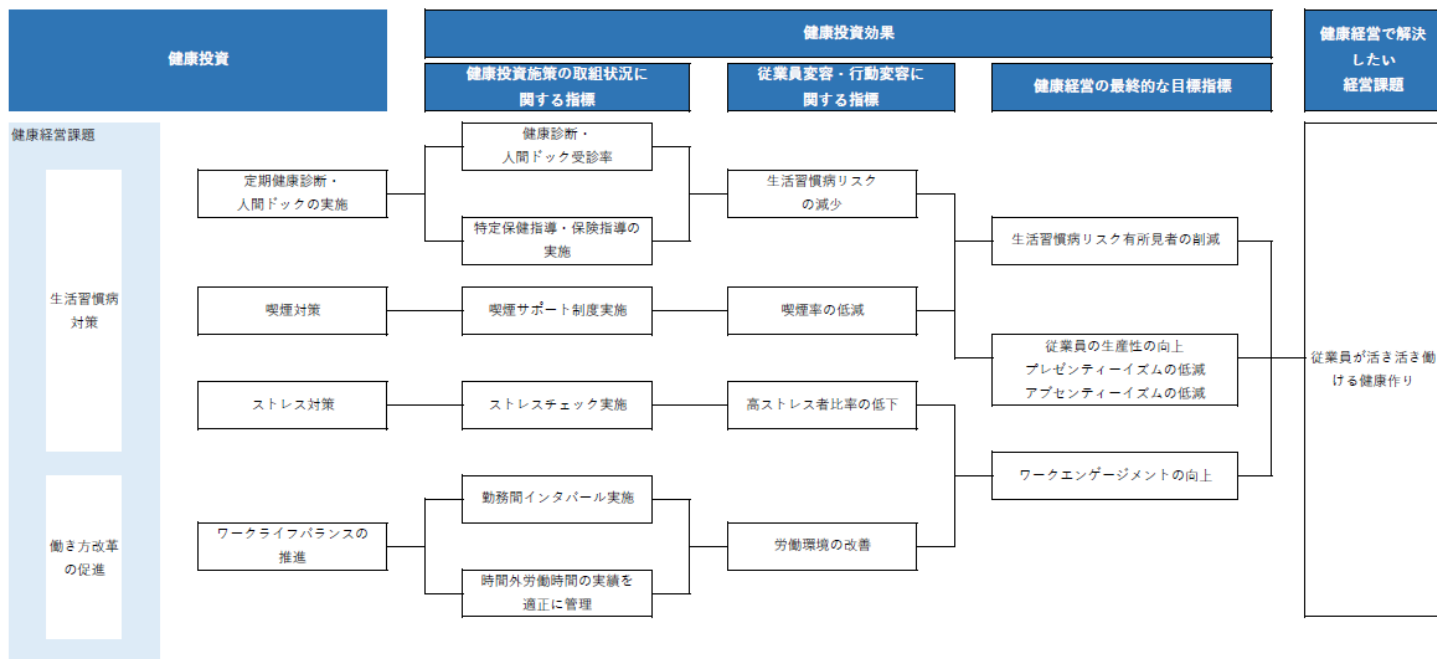 健康投資
健康投資効果
健康経営で解決
したい
経営課題
健康投資施策の取組状況に
関する指標
従業員変容・行動変容に
関する指標
健康経営の最終的な目標指標
健康経営課題
生活習慣病
対策
働き方改革
の促進
定期健康診断・
人間ドックの実施
喫煙対策
ストレス対策
ワークライフバランスの
推進
健康診断・
人間ドック受診率
特定保健指導・保険指導の
実施
喫煙サポート制度実施
ストレスチェック実施
勤務間インタバール実施
時間外労働時間の実績を
適正に管理
生活習慣病リスク
の減少
喫煙率の低減
高ストレス者比率の低下
労働環境の改善
生活習慣病リスク有所見者の削減
従業員の生産性の向上
プレゼンティーイズムの低減
アブセンティーイズムの低減
ワークエンゲージメントの向上
従業員が活き活き働
ける健康作り